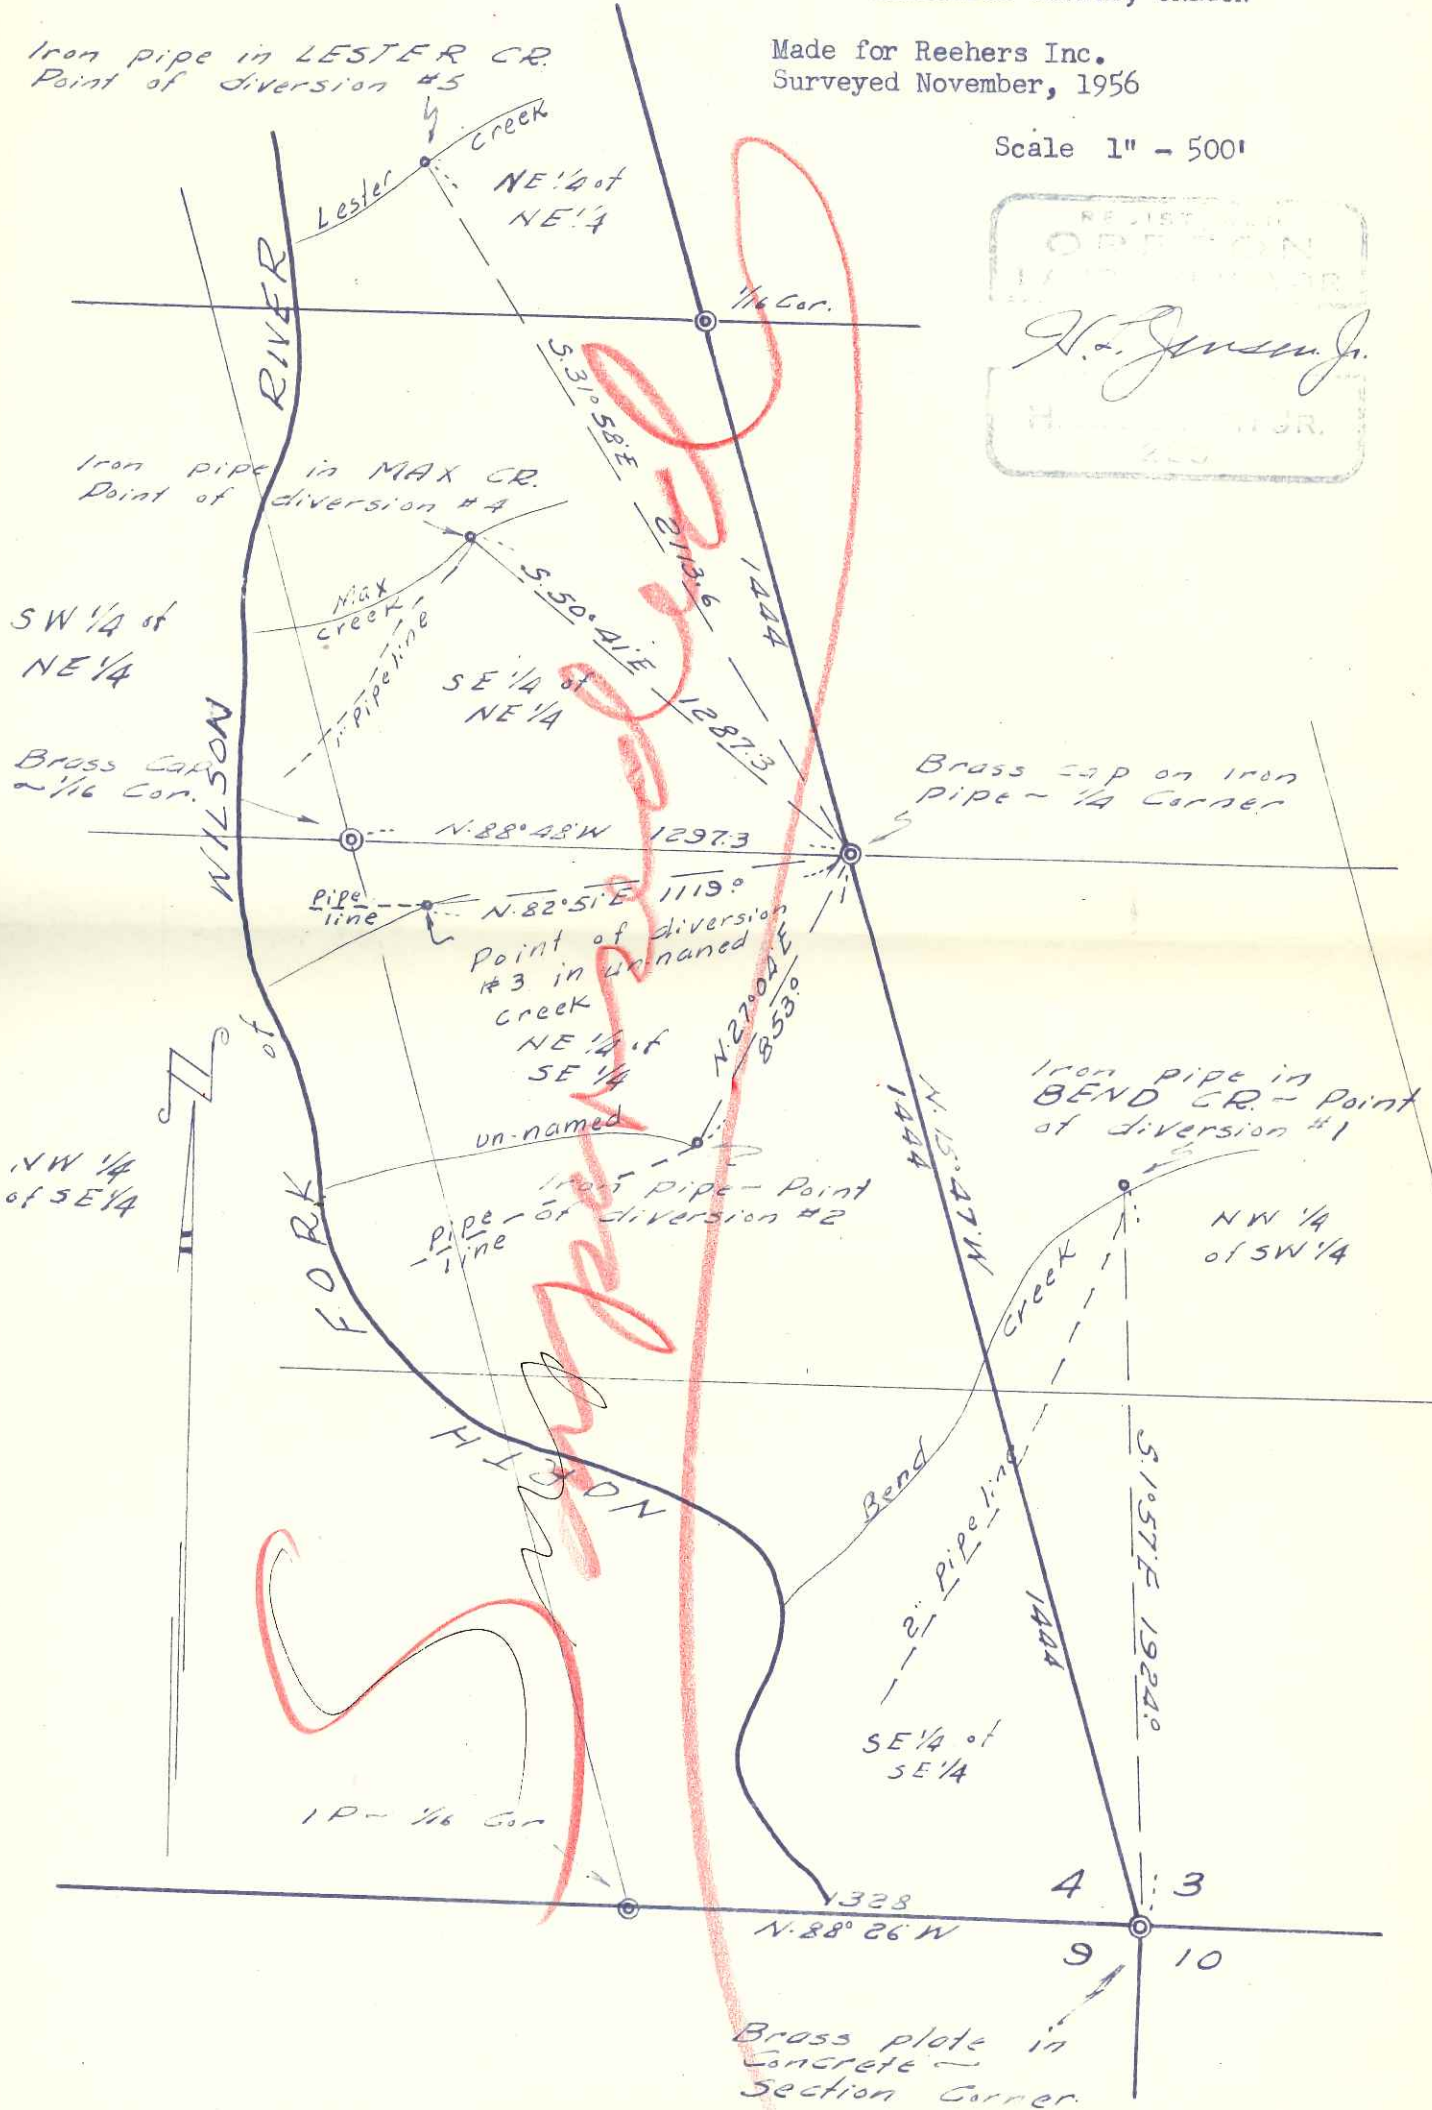 Iron pipe in LESTER CR.
Point of diversion #5
Made for Reehers Inc.
Surveyed November, 1956
Scale 1" - 500'
OREGON
H. L. Jensen Jr.
Lester Creek
NE 1/4 of
NE 1/4
1/16 Cor.
RIVER
S. 31° 58' E 2113.6
1444
Iron pipe in MAX CR.
Point of diversion #4
Max
creek
pipeline
S. 50° 41' E 1287.3
SW 1/4 of
NE 1/4
SE 1/4 of
NE 1/4
WILSON
Brass Cap
~ 1/16 Cor.
Brass cap on iron
pipe ~ 1/4 Corner
N. 88° 48' W 1297.3
pipe
line
N. 82° 51' E 1119.0
Point of diversion
#3 in un-named
creek
NE 1/4 of
SE 1/4
N. 27° 04' E
853.0
of
un-named
NW 1/4
of SE 1/4
Iron pipe ~ Point
of diversion #2
pipe
line
N. 15° 47' W
1444
Iron pipe in
BEND CR. ~ Point
of diversion #1
NW 1/4
of SW 1/4
FORK
Bend Creek
NORTH
2" pipe line
S. 1° 57' E 1924.0
1444
SE 1/4 of
SE 1/4
IP ~ 1/16 Cor
1328
N. 88° 26' W
4 3
9 10
Brass plate in
Concrete ~
Section Corner.